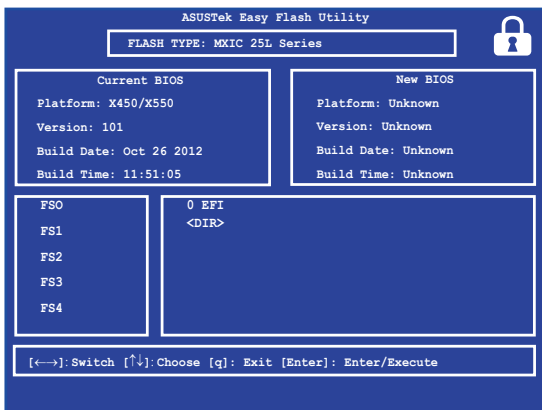 ASUSTek Easy Flash Utility
FLASH TYPE: MXIC 25L Series
Current BIOS
Platform: X450/X550
Version: 101
Build Date: Oct 26 2012
Build Time: 11:51:05
New BIOS
Platform: Unknown
Version: Unknown
Build Date: Unknown
Build Time: Unknown
FSO
FS1
FS2
FS3
FS4
0 EFI
<DIR>
[←→]: Switch [↑↓]: Choose [q]: Exit [Enter]: Enter/Execute